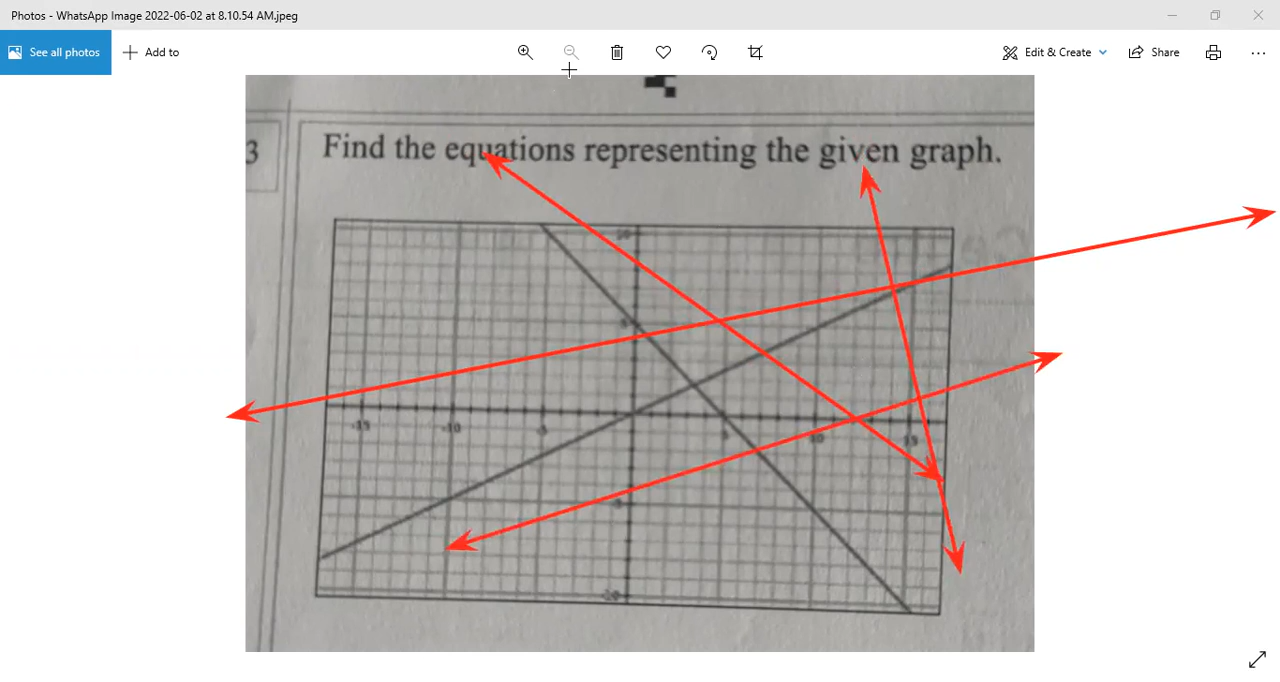 Photos - WhatsApp Image 2022-06-02 at 8.10.54 AM.jpeg
See all photos
Add to
Edit & Create
Share
3
Find the equations representing the given graph.
10
5
-15
-10
-5
5
10
15
-5
-10